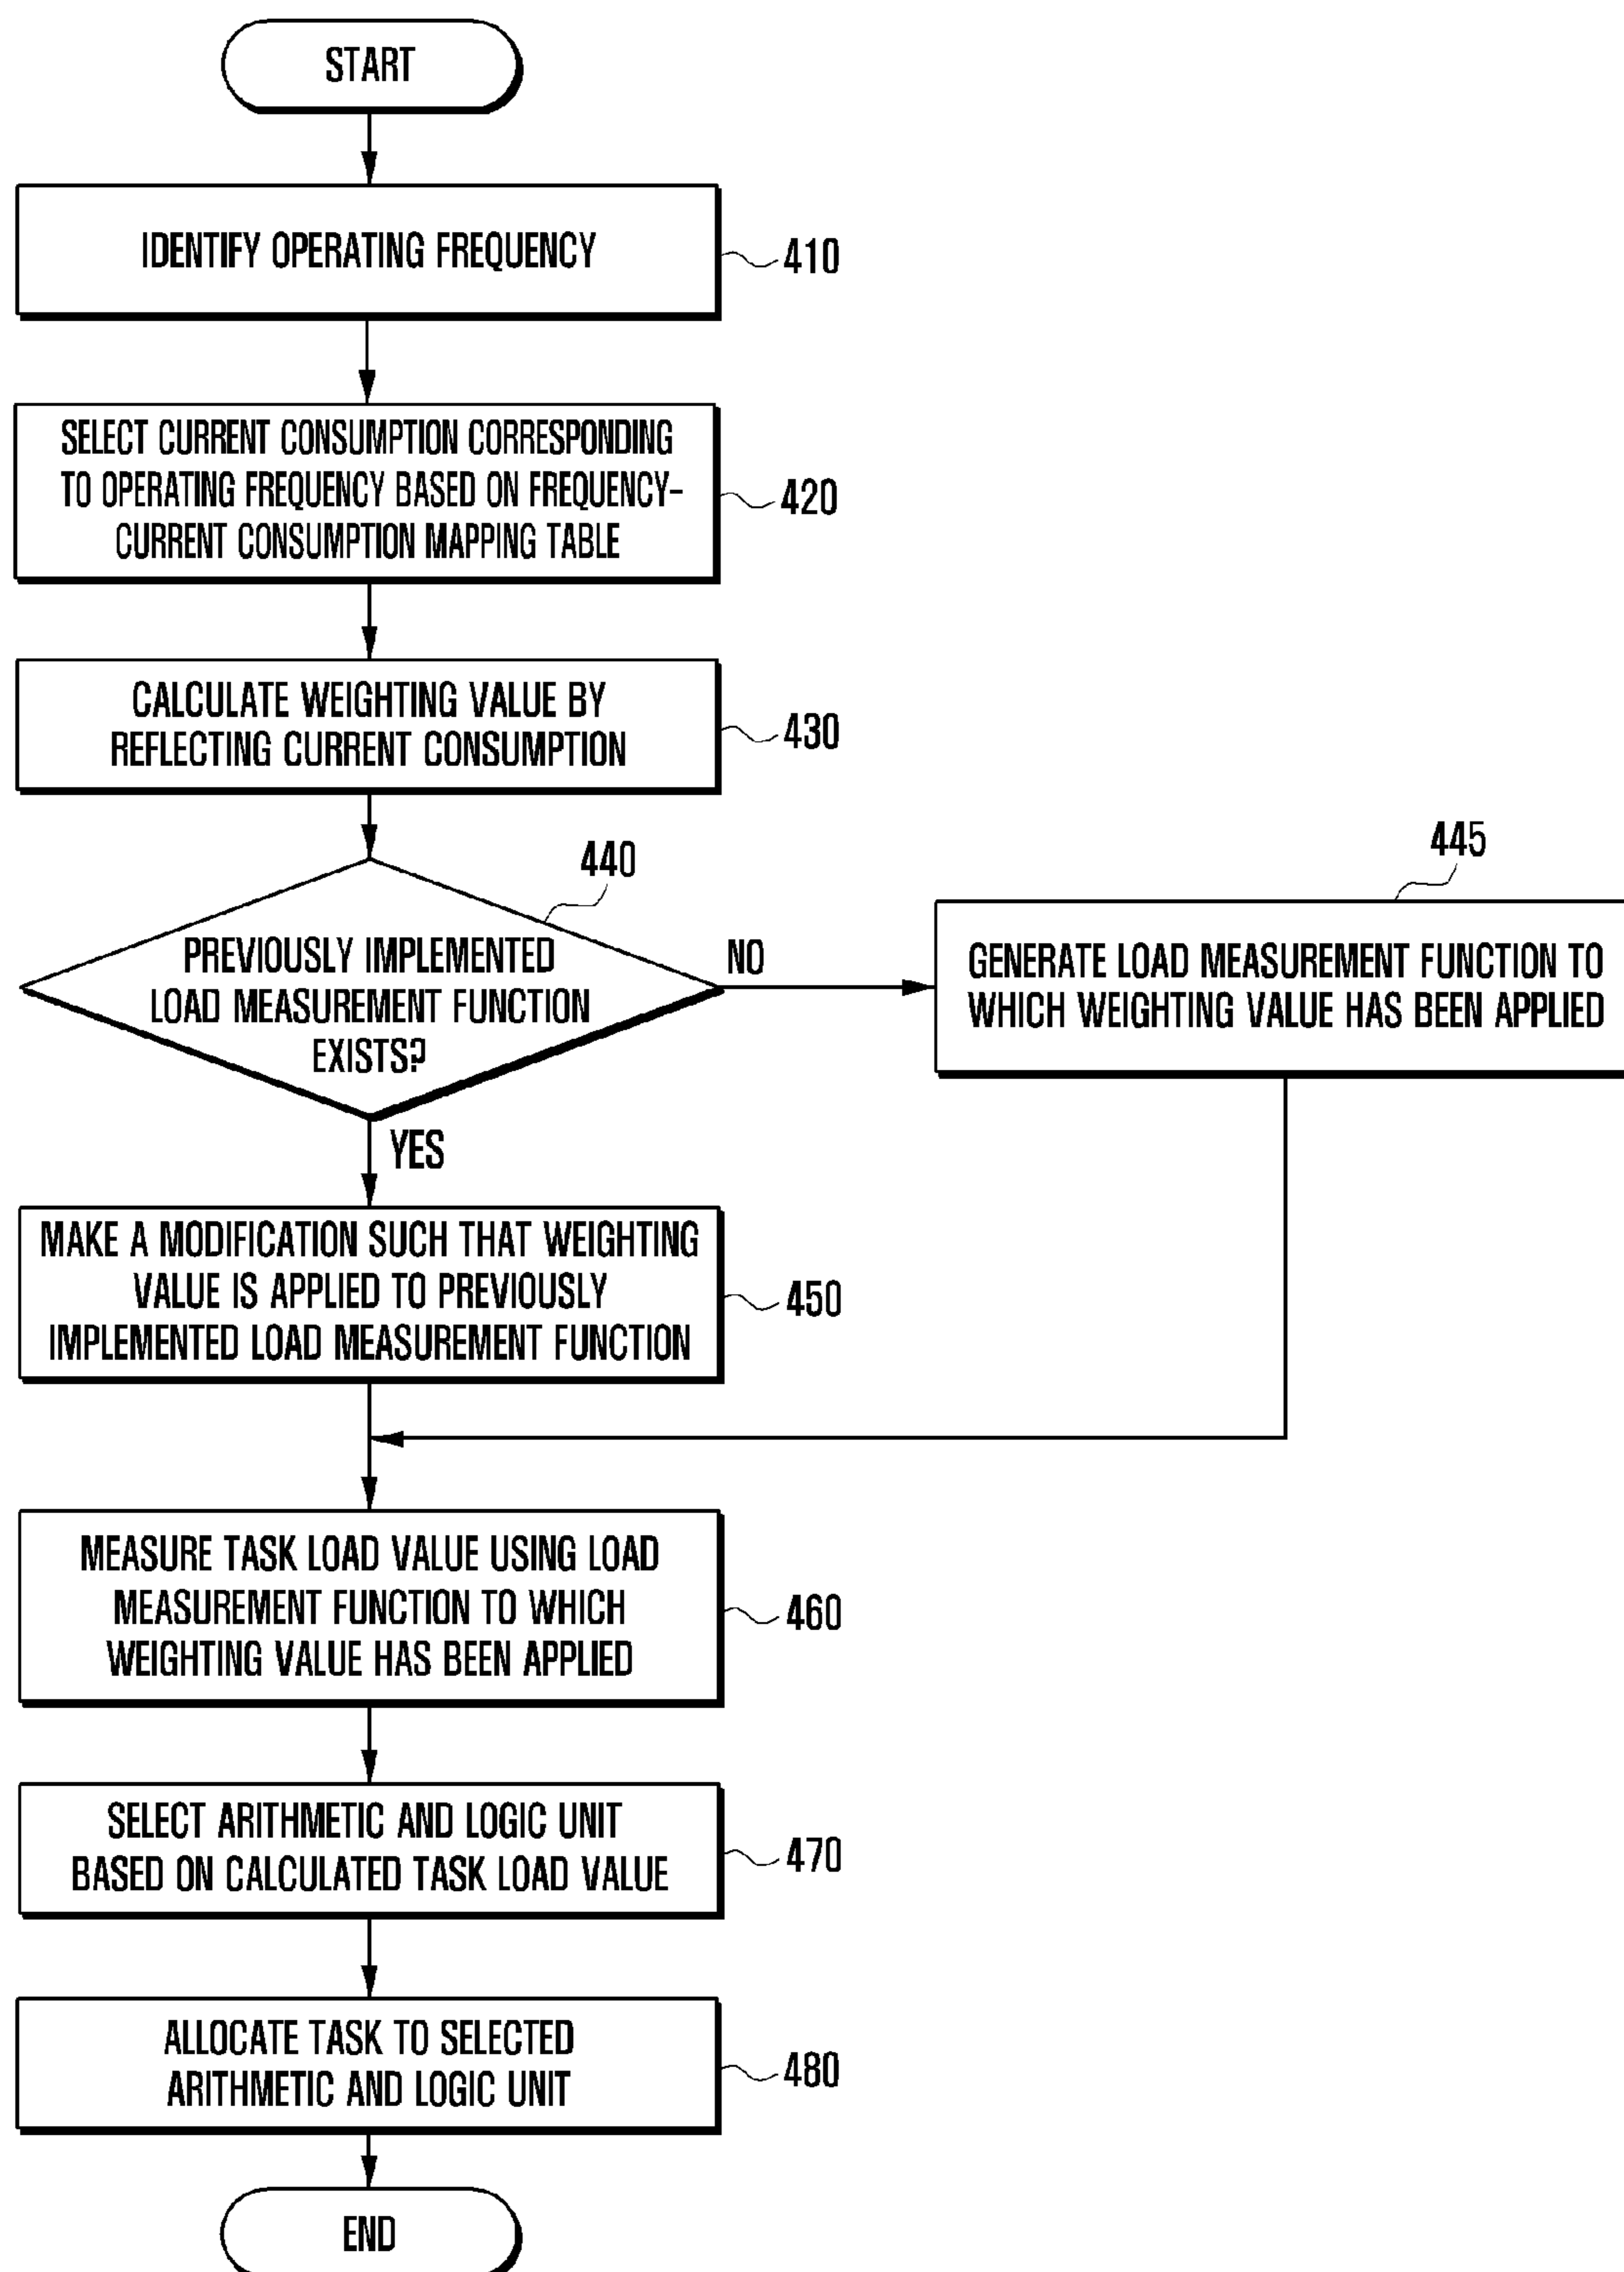 START
IDENTIFY OPERATING FREQUENCY
410
SELECT CURRENT CONSUMPTION CORRESPONDING
TO OPERATING FREQUENCY BASED ON FREQUENCY-
CURRENT CONSUMPTION MAPPING TABLE
420
CALCULATE WEIGHTING VALUE BY
REFLECTING CURRENT CONSUMPTION
430
440
PREVIOUSLY IMPLEMENTED
LOAD MEASUREMENT FUNCTION
EXISTS?
NO
445
GENERATE LOAD MEASUREMENT FUNCTION TO
WHICH WEIGHTING VALUE HAS BEEN APPLIED
YES
MAKE A MODIFICATION SUCH THAT WEIGHTING
VALUE IS APPLIED TO PREVIOUSLY
IMPLEMENTED LOAD MEASUREMENT FUNCTION
450
MEASURE TASK LOAD VALUE USING LOAD
MEASUREMENT FUNCTION TO WHICH
WEIGHTING VALUE HAS BEEN APPLIED
460
SELECT ARITHMETIC AND LOGIC UNIT
BASED ON CALCULATED TASK LOAD VALUE
470
ALLOCATE TASK TO SELECTED
ARITHMETIC AND LOGIC UNIT
480
END